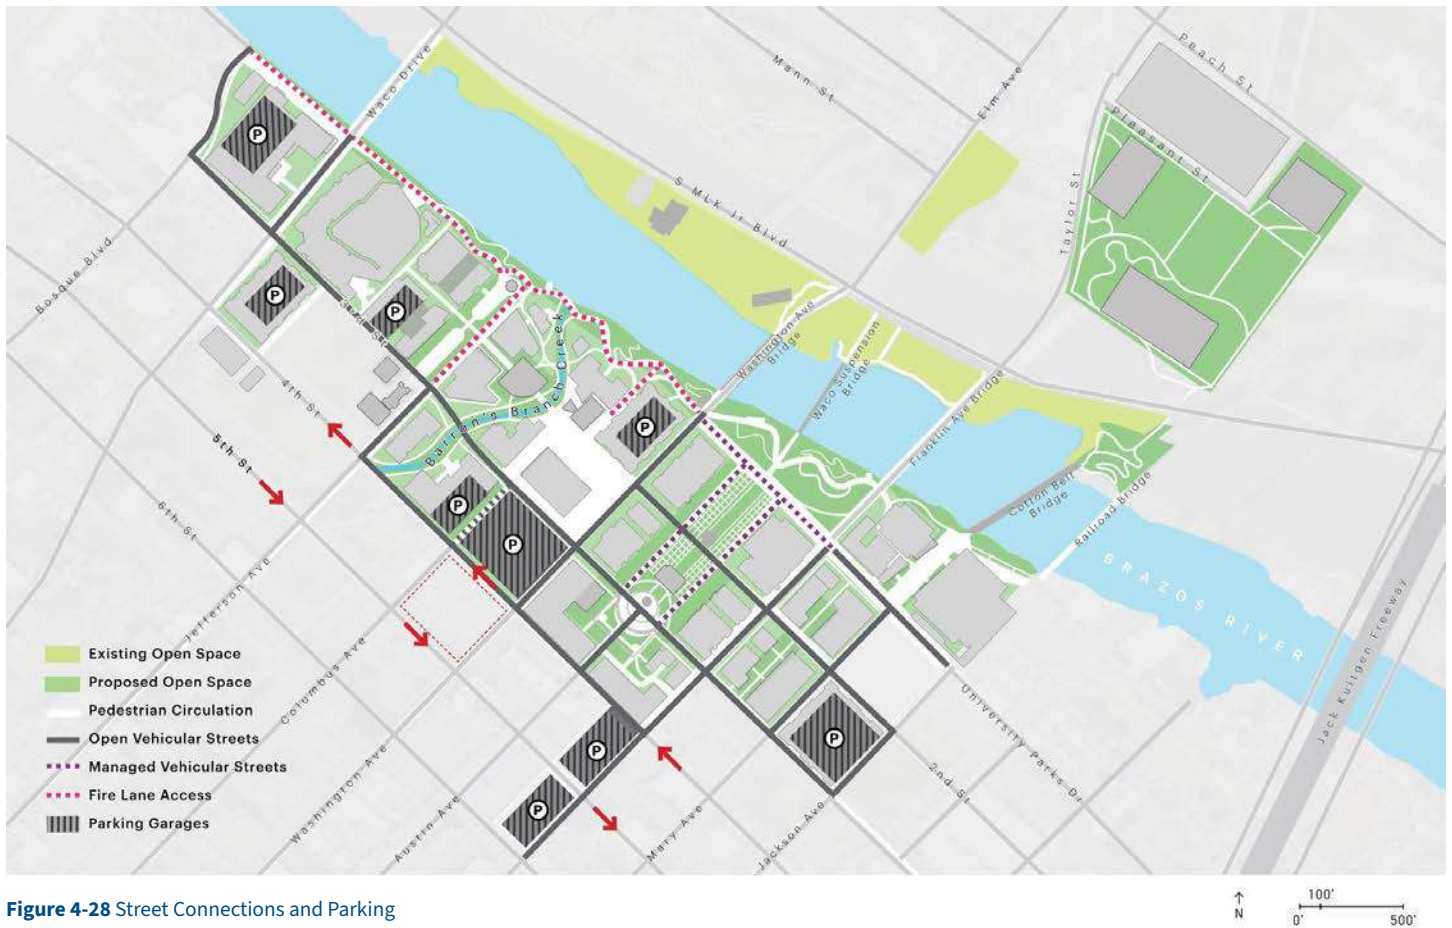 Peach St
Mann St
Elm Ave
Waco Drive
Pleasant St
P
S MLK Jr Blvd
Taylor St
Bosque Blvd
P
P
3rd St
Washington Ave
Bridge
Waco Suspension
Bridge
Franklin Ave Bridge
4th St
Barron's Branch Creek
P
5th St
Cotton Belt
Bridge
Railroad Bridge
P
6th St
P
BRAZOS RIVER
Jefferson Ave
Jack Kultgen Freeway
Existing Open Space
Proposed Open Space
Pedestrian Circulation
Open Vehicular Streets
Managed Vehicular Streets
Fire Lane Access
Parking Garages
Columbus Ave
University Parks Dr
P
P
2nd St
Washington Ave
P
Austin Ave
Mary Ave
Jackson Ave
Figure 4-28 Street Connections and Parking
N
100'
0'
500'